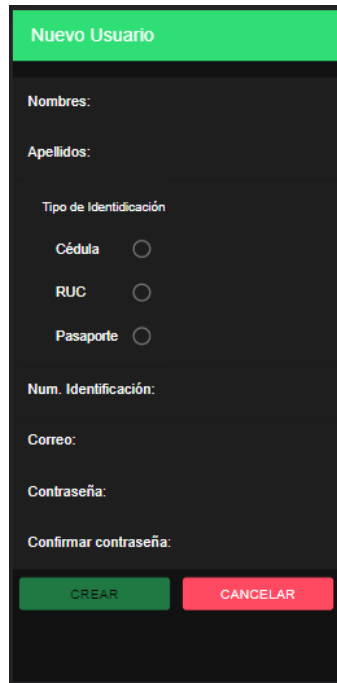 Nuevo Usuario
Nombres:
Apellidos:
Tipo de Identidicación
Cédula
RUC
Pasaporte
Num. Identificación:
Correo:
Contraseña:
Confirmar contraseña:
CREAR CANCELAR